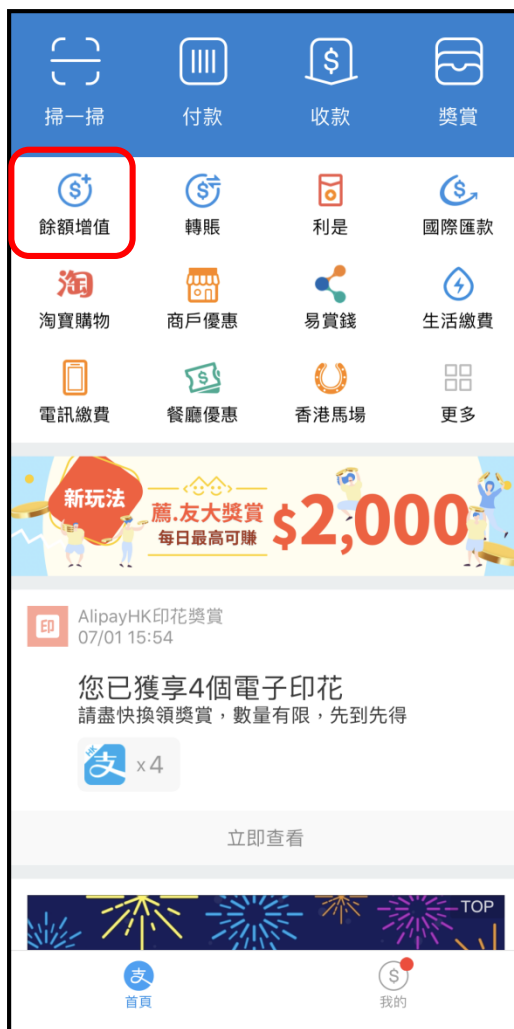 掃一掃 付款 收款 獎賞
餘額增值 轉賬 利是 國際匯款
淘
淘寶購物 商戶優惠 易賞錢 生活繳費
電訊繳費 餐廳優惠 香港馬場 更多
新玩法
薦.友大獎賞
每日最高可賺
$2,000
印
AlipayHK印花獎賞
07/01 15:54
您已獲享4個電子印花
請盡快換領獎賞，數量有限，先到先得
HK 支 x 4
立即查看
TOP
支
首頁 我的